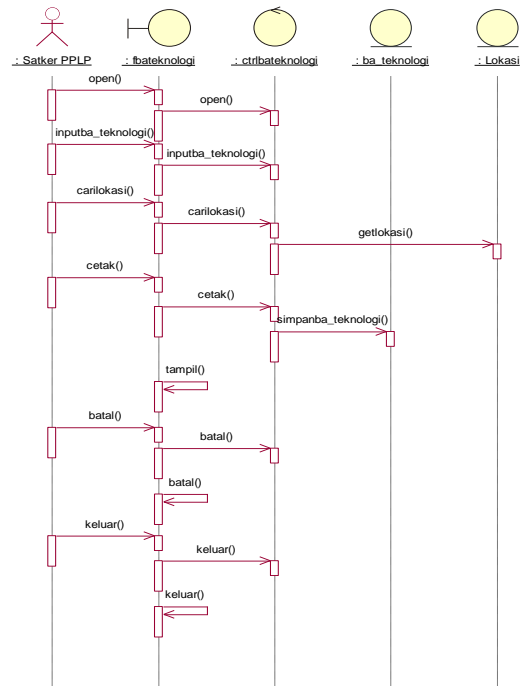 : Satker PPLP
: fbateknologi
: ctrlbateknologi
: ba_teknologi
: Lokasi
open()
open()
inputba_teknologi()
inputba_teknologi()
carilokasi()
carilokasi()
getlokasi()
cetak()
cetak()
simpanba_teknologi()
tampil()
batal()
batal()
batal()
keluar()
keluar()
keluar()